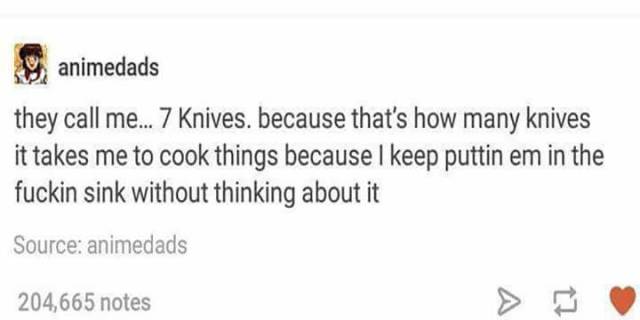 animedads
they call me... 7 Knives. because that's how many knives
it takes me to cook things because I keep puttin em in the
fuckin sink without thinking about it
Source: animedads
204,665 notes